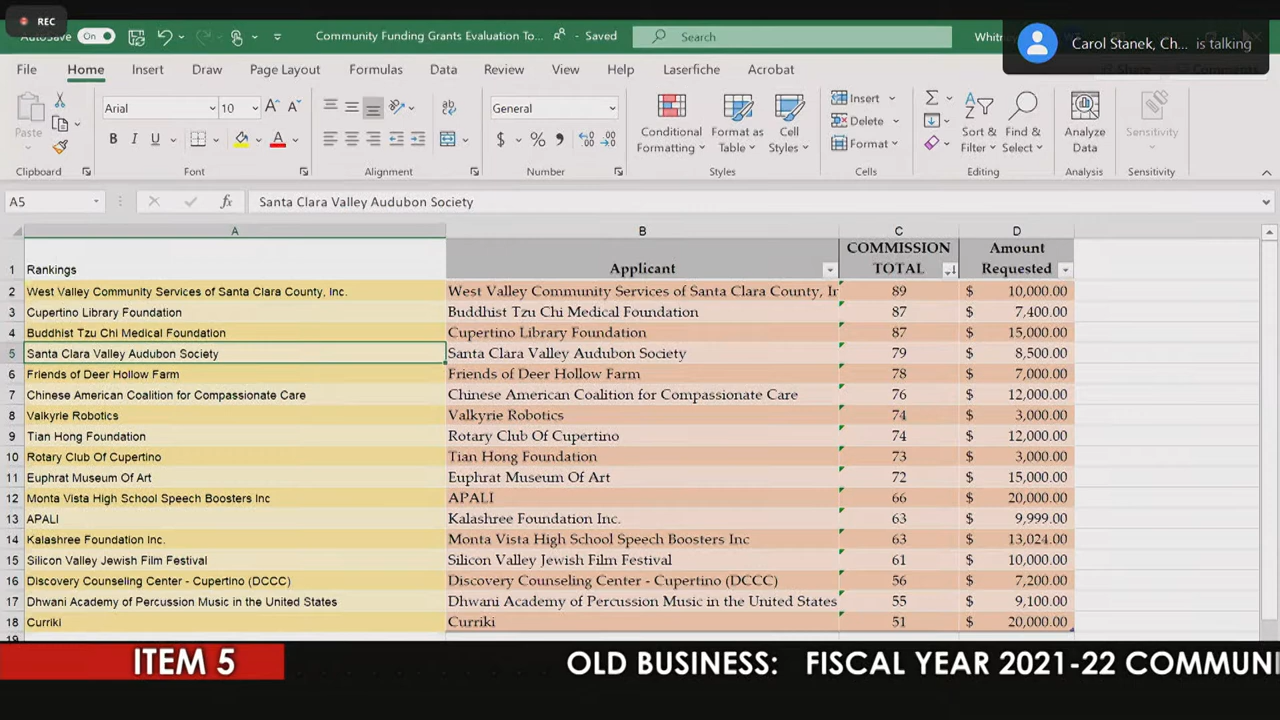 REC
AutoSave On Community Funding Grants Evaluation To... Saved Search Whitne
Carol Stanek, Ch... is talking
File Home Insert Draw Page Layout Formulas Data Review View Help Laserfiche Acrobat
Paste Arial 10 General Conditional Formatting Format as Table Cell Styles Insert Delete Format Sort & Filter Find & Select Analyze Data Sensitivity
Clipboard Font Alignment Number Styles Cells Editing Analysis Sensitivity
A5 fx Santa Clara Valley Audubon Society
A B C D
1 Rankings Applicant COMMISSION TOTAL Amount Requested
2 West Valley Community Services of Santa Clara County, Inc. West Valley Community Services of Santa Clara County, In 89 $ 10,000.00
3 Cupertino Library Foundation Buddhist Tzu Chi Medical Foundation 87 $ 7,400.00
4 Buddhist Tzu Chi Medical Foundation Cupertino Library Foundation 87 $ 15,000.00
5 Santa Clara Valley Audubon Society Santa Clara Valley Audubon Society 79 $ 8,500.00
6 Friends of Deer Hollow Farm Friends of Deer Hollow Farm 78 $ 7,000.00
7 Chinese American Coalition for Compassionate Care Chinese American Coalition for Compassionate Care 76 $ 12,000.00
8 Valkyrie Robotics Valkyrie Robotics 74 $ 3,000.00
9 Tian Hong Foundation Rotary Club Of Cupertino 74 $ 12,000.00
10 Rotary Club Of Cupertino Tian Hong Foundation 73 $ 3,000.00
11 Euphrat Museum Of Art Euphrat Museum Of Art 72 $ 15,000.00
12 Monta Vista High School Speech Boosters Inc APALI 66 $ 20,000.00
13 APALI Kalashree Foundation Inc. 63 $ 9,999.00
14 Kalashree Foundation Inc. Monta Vista High School Speech Boosters Inc 63 $ 13,024.00
15 Silicon Valley Jewish Film Festival Silicon Valley Jewish Film Festival 61 $ 10,000.00
16 Discovery Counseling Center - Cupertino (DCCC) Discovery Counseling Center - Cupertino (DCCC) 56 $ 7,200.00
17 Dhwani Academy of Percussion Music in the United States Dhwani Academy of Percussion Music in the United States 55 $ 9,100.00
18 Curriki Curriki 51 $ 20,000.00
19
ITEM 5 OLD BUSINESS: FISCAL YEAR 2021-22 COMMUNI